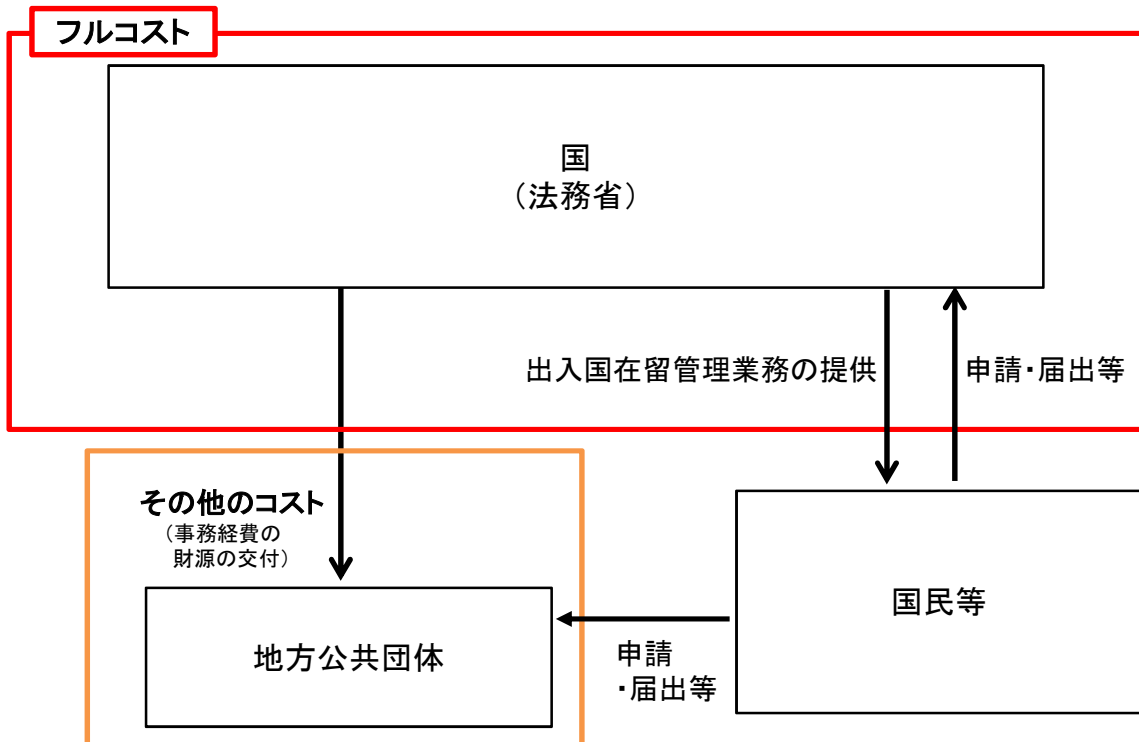 フルコスト
国
（法務省）
出入国在留管理業務の提供
申請・届出等
その他のコスト
（事務経費の
財源の交付）
地方公共団体
国民等
申請
・届出等